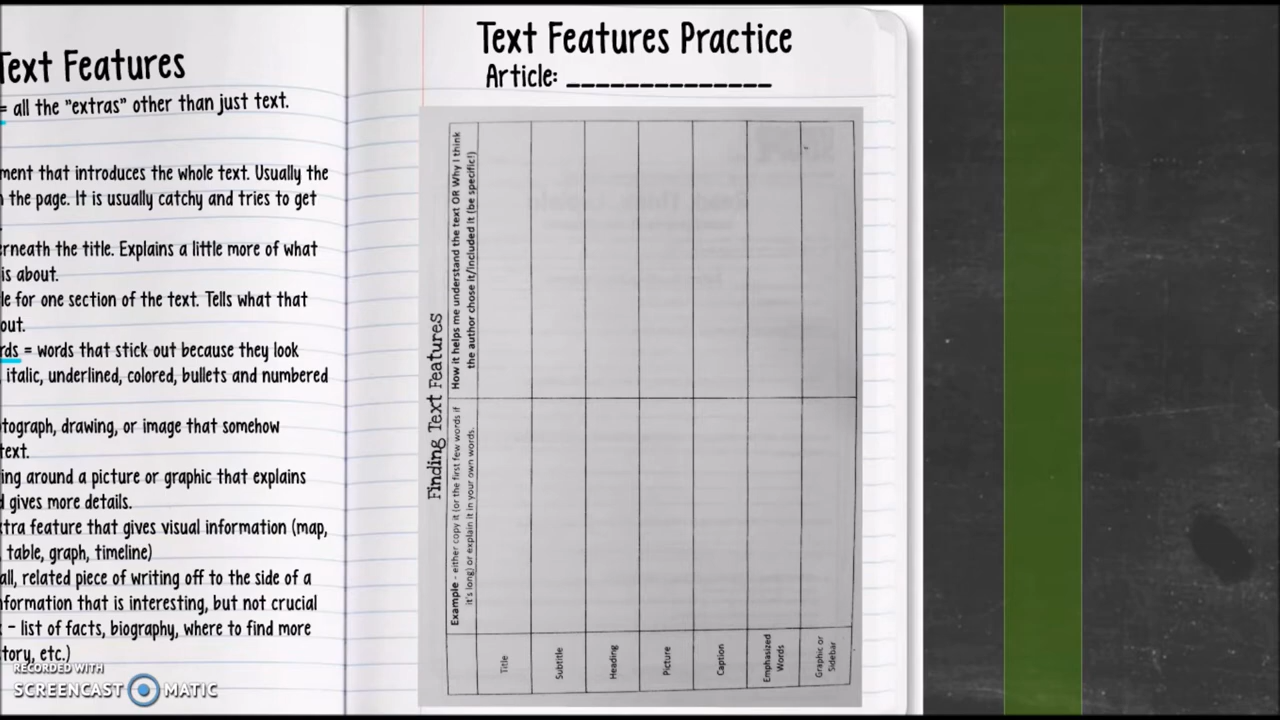 Text Features
= all the "extras" other than just text.
ment that introduces the whole text. Usually the
the page. It is usually catchy and tries to get
erneath the title. Explains a little more of what
is about.
le for one section of the text. Tells what that
out.
rds = words that stick out because they look
, italic, underlined, colored, bullets and numbered
tograph, drawing, or image that somehow
text.
ing around a picture or graphic that explains
d gives more details.
xtra feature that gives visual information (map,
, table, graph, timeline)
all, related piece of writing off to the side of a
nformation that is interesting, but not crucial
– list of facts, biography, where to find more
tory, etc.)
RECORDED WITH
SCREENCAST MATIC
Text Features Practice
Article: _______________
Finding Text Features
Example - either copy it (or the first few words if
it's long) or explain it in your own words.
How it helps me understand the text OR Why I think
the author chose it/included it (be specific!)
Title
Subtitle
Heading
Picture
Caption
Emphasized
Words
Graphic or
Sidebar